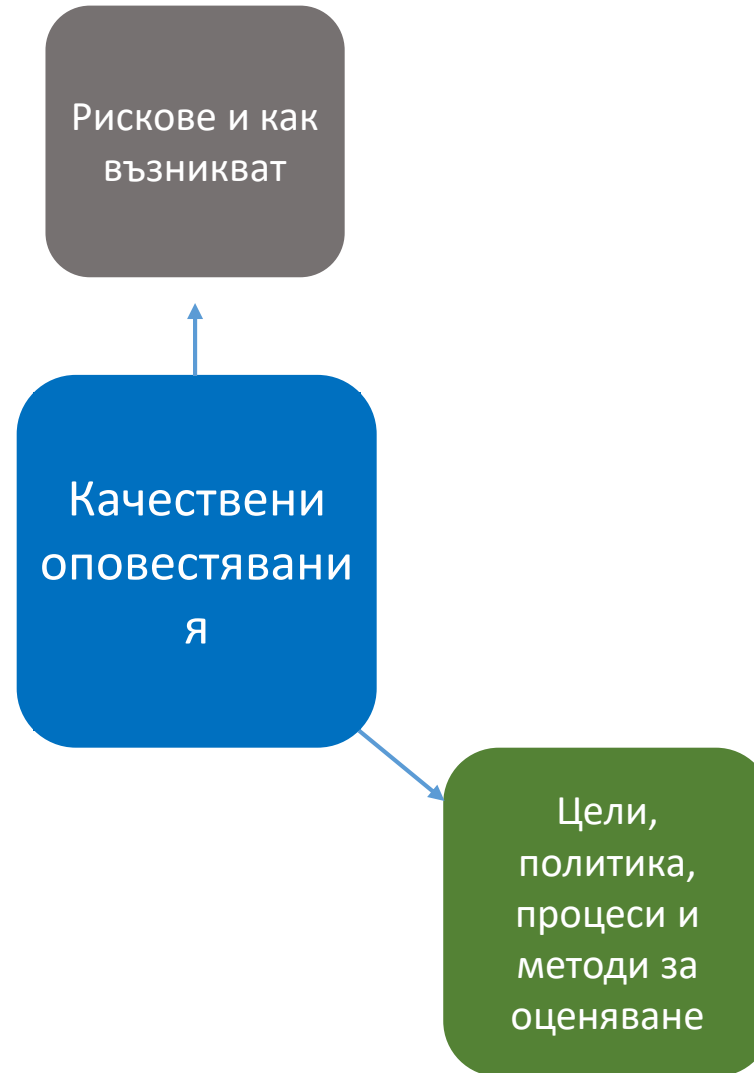 Рискове и как
възникват
Качествени
оповестявани
я
Цели,
политика,
процеси и
методи за
оценяване